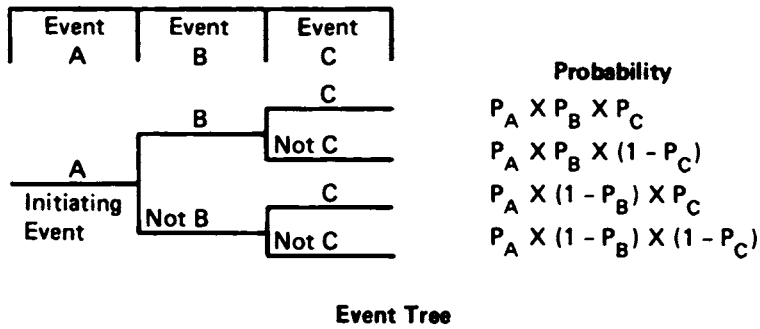 Event Event Event
A B C
Probability
C
P_A X P_B X P_C
B
Not C
P_A X P_B X (1 - P_C)
A
C
P_A X (1 - P_B) X P_C
Initiating
Event
Not B
Not C
P_A X (1 - P_B) X (1 - P_C)
Event Tree